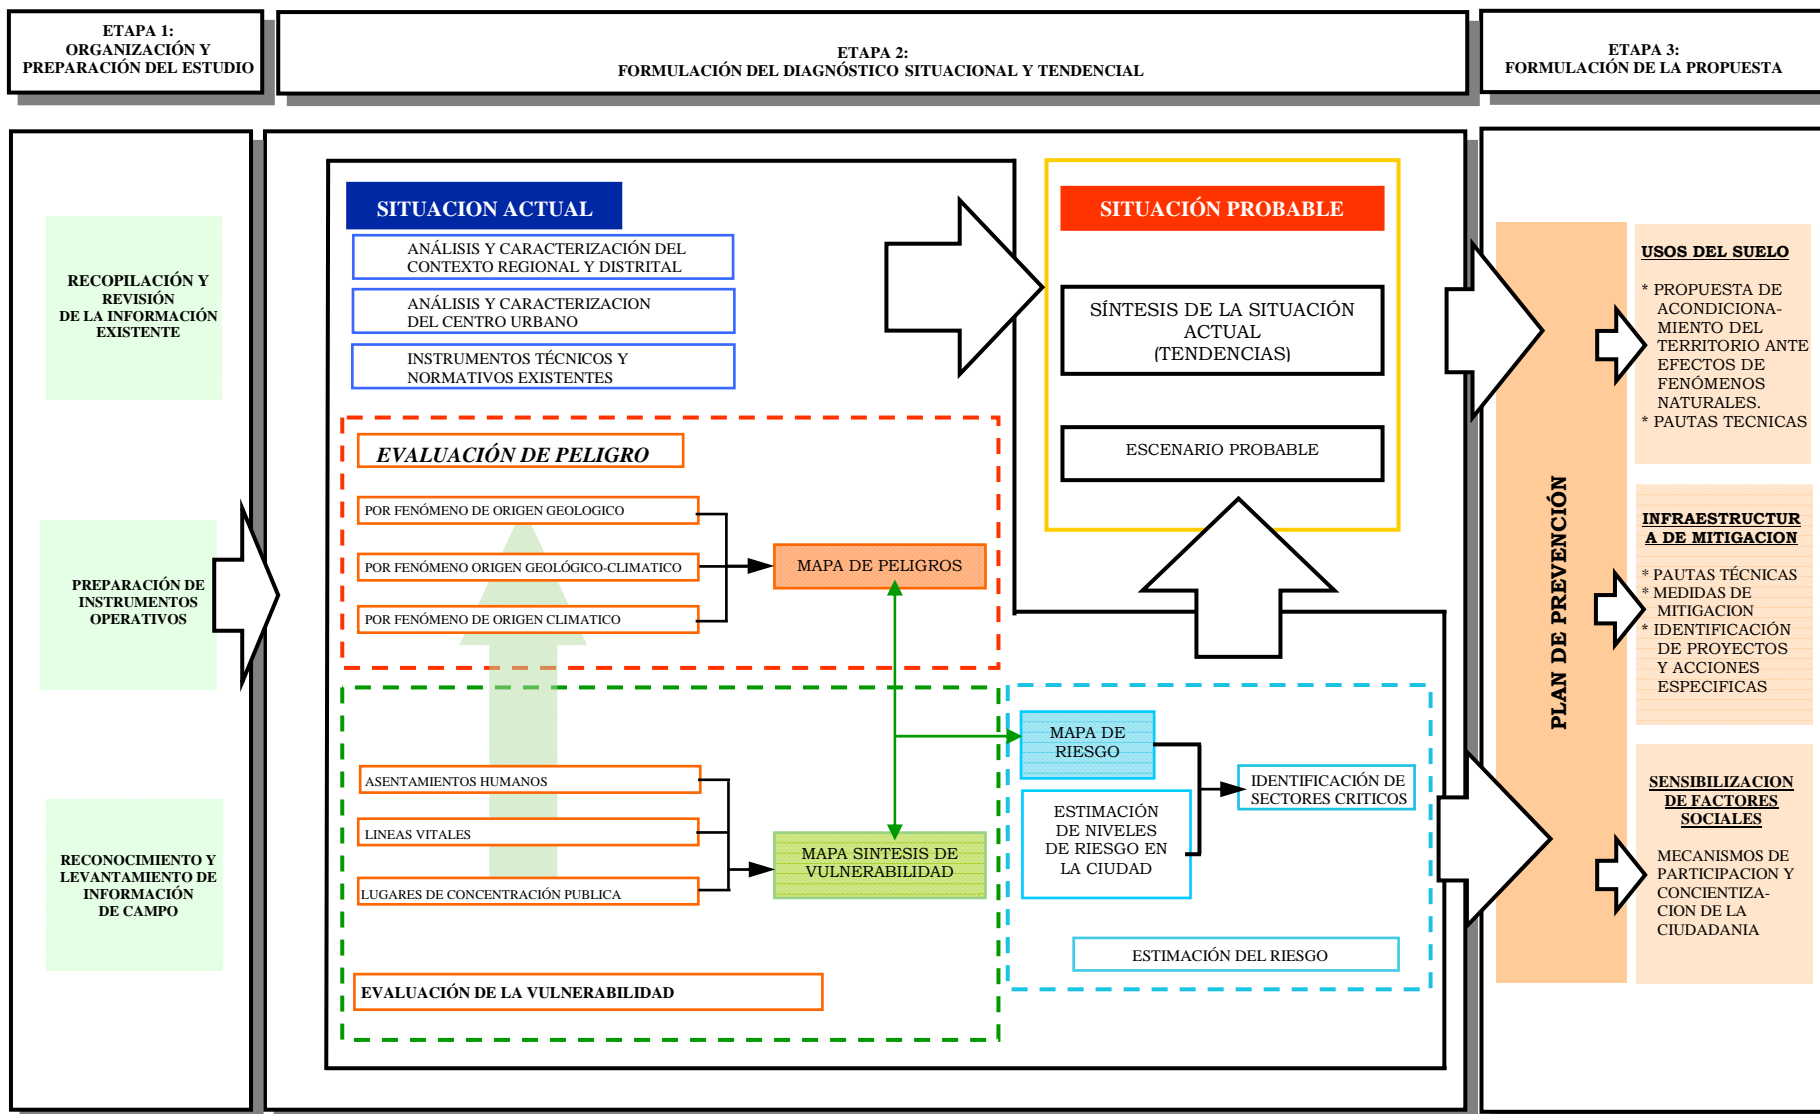 ETAPA 1:
ORGANIZACIÓN Y
PREPARACIÓN DEL ESTUDIO
ETAPA 2:
FORMULACIÓN DEL DIAGNÓSTICO SITUACIONAL Y TENDENCIAL
ETAPA 3:
FORMULACIÓN DE LA PROPUESTA
RECOPILACIÓN Y
REVISIÓN
DE LA INFORMACIÓN
EXISTENTE
PREPARACIÓN DE
INSTRUMENTOS
OPERATIVOS
RECONOCIMIENTO Y
LEVANTAMIENTO DE
INFORMACIÓN
DE CAMPO
SITUACION ACTUAL
ANÁLISIS Y CARACTERIZACIÓN DEL
CONTEXTO REGIONAL Y DISTRITAL
ANÁLISIS Y CARACTERIZACION
DEL CENTRO URBANO
INSTRUMENTOS TÉCNICOS Y
NORMATIVOS EXISTENTES
EVALUACIÓN DE PELIGRO
POR FENÓMENO DE ORIGEN GEOLOGICO
POR FENÓMENO ORIGEN GEOLÓGICO-CLIMATICO
POR FENÓMENO DE ORIGEN CLIMATICO
MAPA DE PELIGROS
ASENTAMIENTOS HUMANOS
LINEAS VITALES
LUGARES DE CONCENTRACIÓN PUBLICA
MAPA SINTESIS DE
VULNERABILIDAD
EVALUACIÓN DE LA VULNERABILIDAD
SITUACIÓN PROBABLE
SÍNTESIS DE LA SITUACIÓN
ACTUAL
(TENDENCIAS)
ESCENARIO PROBABLE
MAPA DE
RIESGO
ESTIMACIÓN
DE NIVELES
DE RIESGO EN
LA CIUDAD
IDENTIFICACIÓN DE
SECTORES CRITICOS
ESTIMACIÓN DEL RIESGO
PLAN DE PREVENCIÓN
USOS DEL SUELO
* PROPUESTA DE
ACONDICIONA-
MIENTO DEL
TERRITORIO ANTE
EFECTOS DE
FENÓMENOS
NATURALES.
* PAUTAS TECNICAS
INFRAESTRUCTUR
A DE MITIGACION
* PAUTAS TÉCNICAS
* MEDIDAS DE
MITIGACION
* IDENTIFICACIÓN
DE PROYECTOS
Y ACCIONES
ESPECIFICAS
SENSIBILIZACION
DE FACTORES
SOCIALES
MECANISMOS DE
PARTICIPACION Y
CONCIENTIZA-
CION DE LA
CIUDADANIA